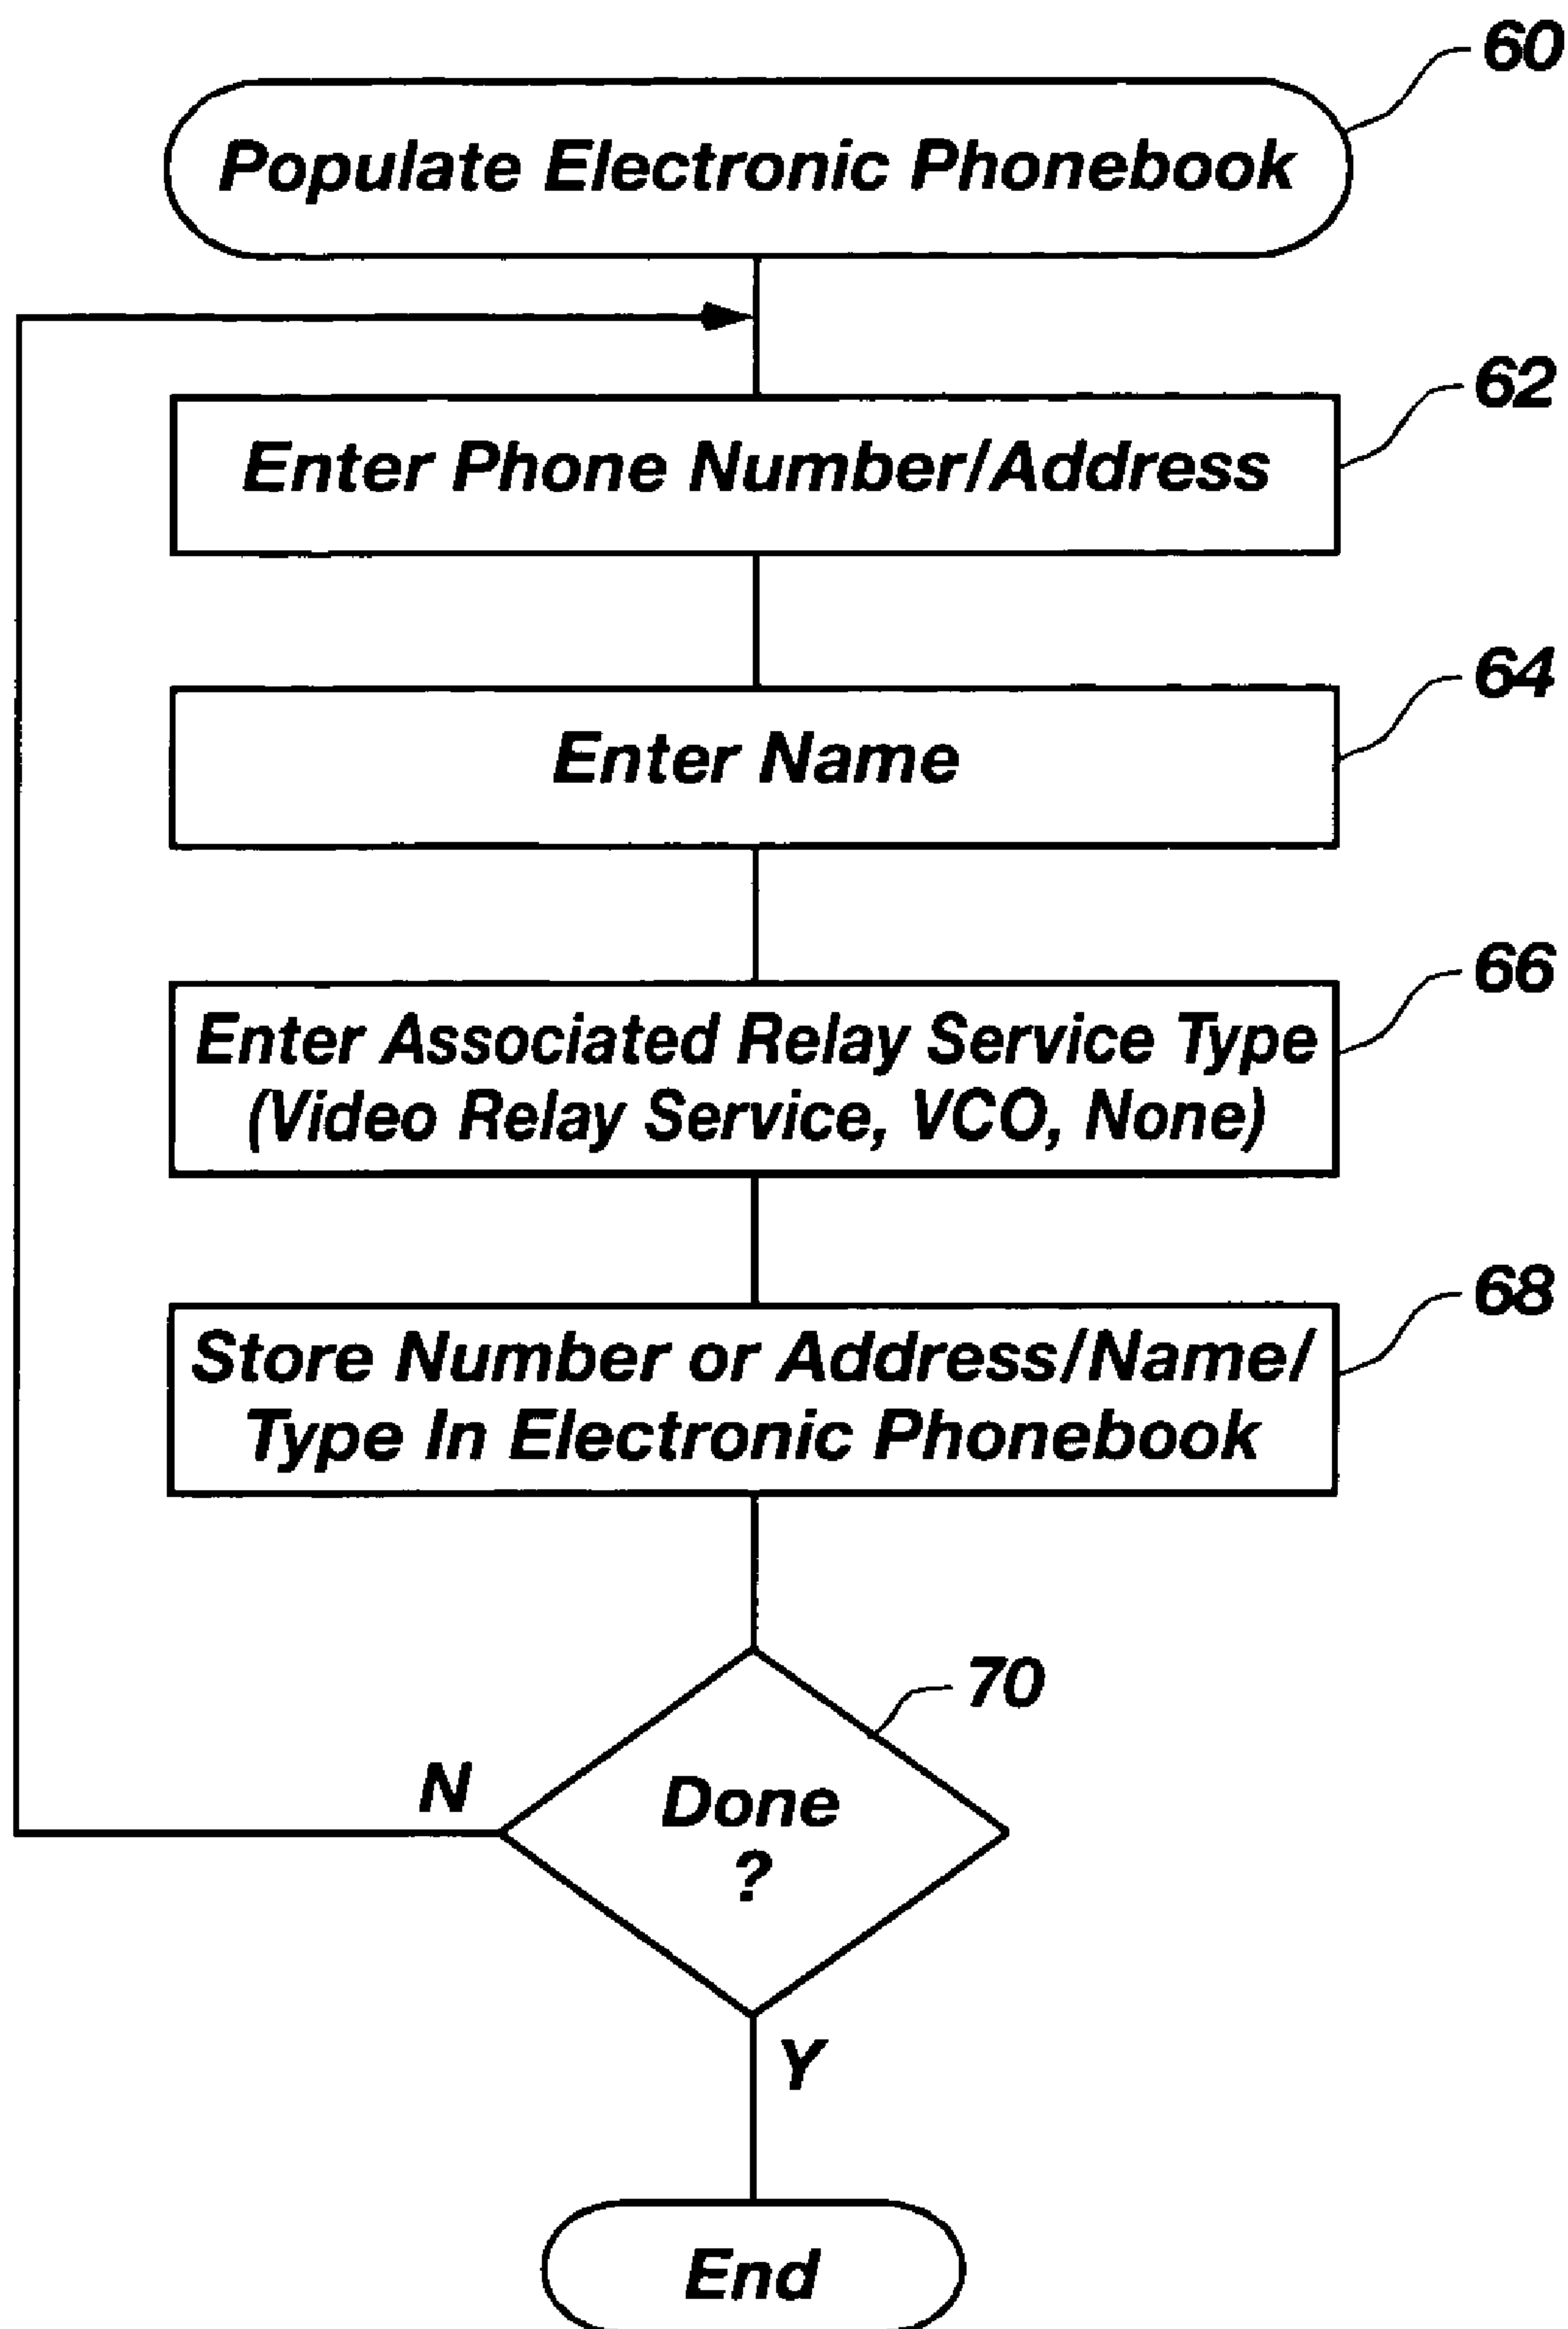 60
Populate Electronic Phonebook
62
Enter Phone Number/Address
64
Enter Name
66
Enter Associated Relay Service Type
(Video Relay Service, VCO, None)
68
Store Number or Address/Name/
Type In Electronic Phonebook
70
N
Done
?
Y
End